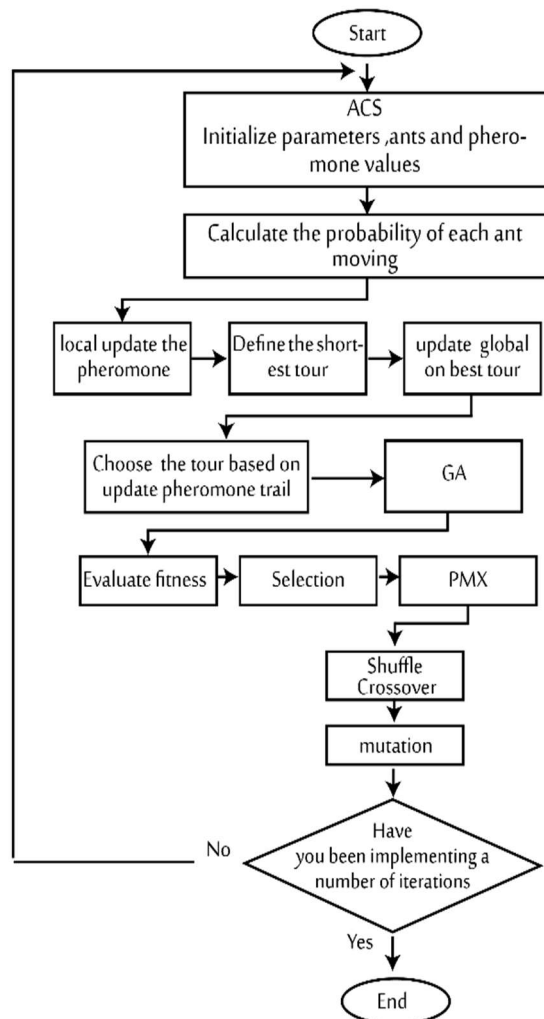 Start
ACS
Initialize parameters ,ants and phero-
mone values
Calculate the probability of each ant
moving
local update the
pheromone
Define the short-
est tour
update global
on best tour
Choose the tour based on
update pheromone trail
GA
Evaluate fitness
Selection
PMX
Shuffle
Crossover
mutation
Have
you been implementing a
number of iterations
No
Yes
End